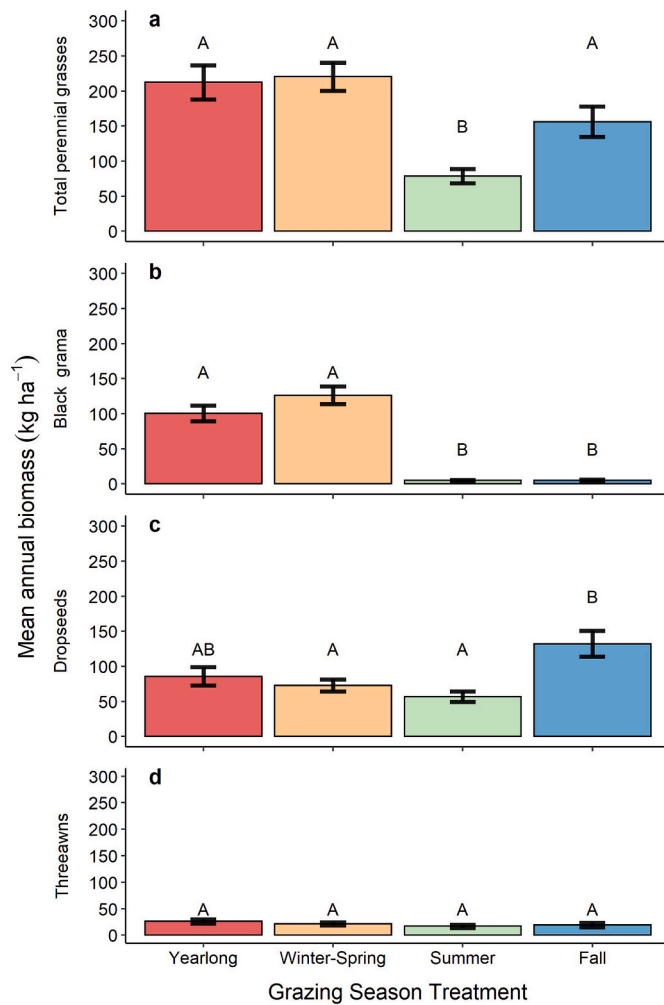 Mean annual biomass (kg ha⁻¹)
Total perennial grasses
a
300
250
200
150
100
50
0
A
A
B
A
Black grama
b
300
250
200
150
100
50
0
A
A
B
B
Dropseeds
c
300
250
200
150
100
50
0
AB
A
A
B
Threeawns
d
300
250
200
150
100
50
0
A
A
A
A
Yearlong Winter-Spring Summer Fall
Grazing Season Treatment